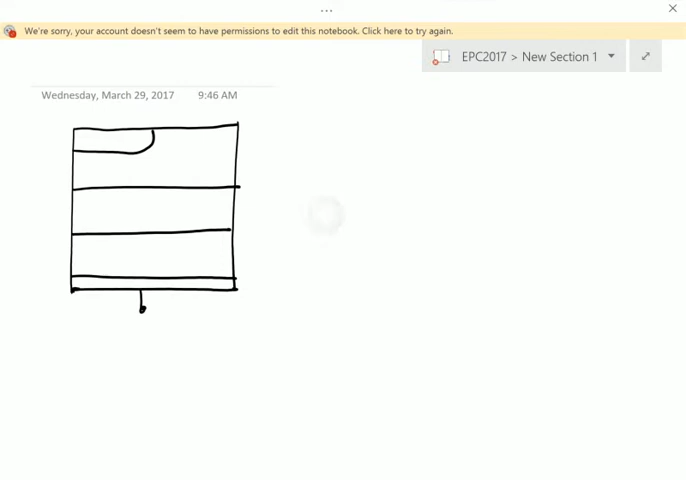 We're sorry, your account doesn't seem to have permissions to edit this notebook. Click here to try again.
EPC2017 > New Section 1
Wednesday, March 29, 2017 9:46 AM